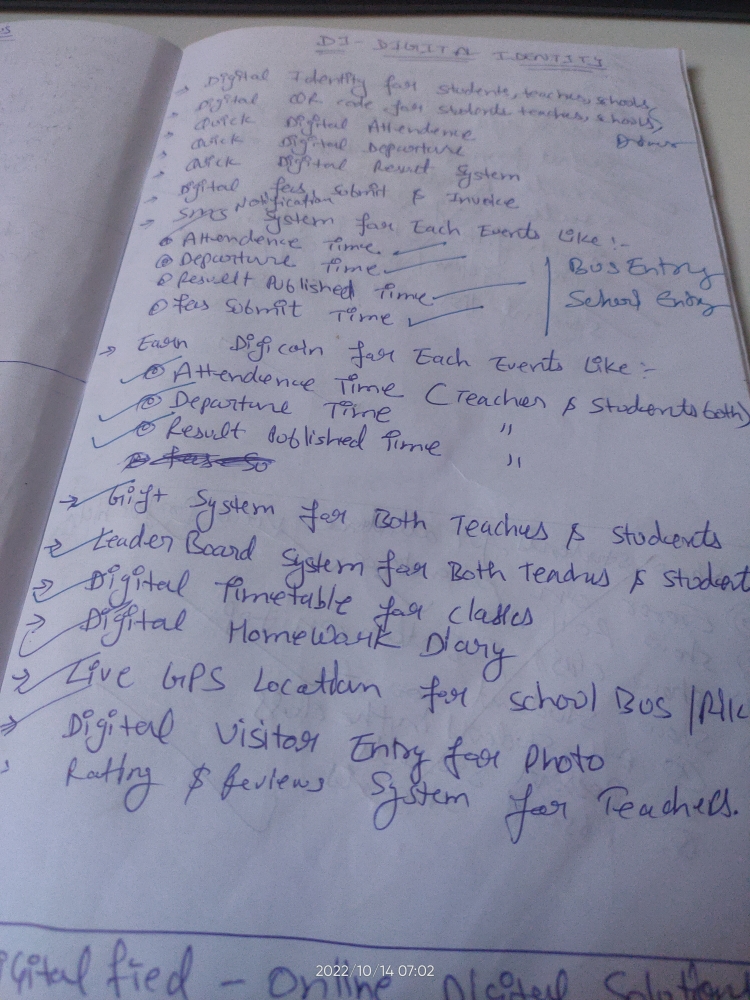 DI - DIGITAL IDENTITY
→ Digital Identity for students, teachers, schools,
→ Digital QR code for students teaches, schools,
Driver
→ Quick Digital Attendence
→ Quick Digital Departure
→ Quick Digital Result System
→ Digital fees Submit & Invoice
→ SMS Notification System for Each Events Like :-
Attendence Time
Departure Time
Resuelt Published Time
fees Submit Time
Bus Entry
School Entry
→ Earn Digicoin for Each Events Like :-
Attendence Time (Teacher & Students both)
Departure Time "
Result Published Time "
→ Gift System for Both Teachers & Students
→ Leader Board System for Both Teachers & Student
→ Digital Timetable for classes
→ Digital Homework Diary
→ Live GPS Location for school Bus /
→ Digital Visitor Entry for Photo
→ Rating & Reviews System for Teachers.
Digital fied - Online Digital Solution
2022/10/14 07:02